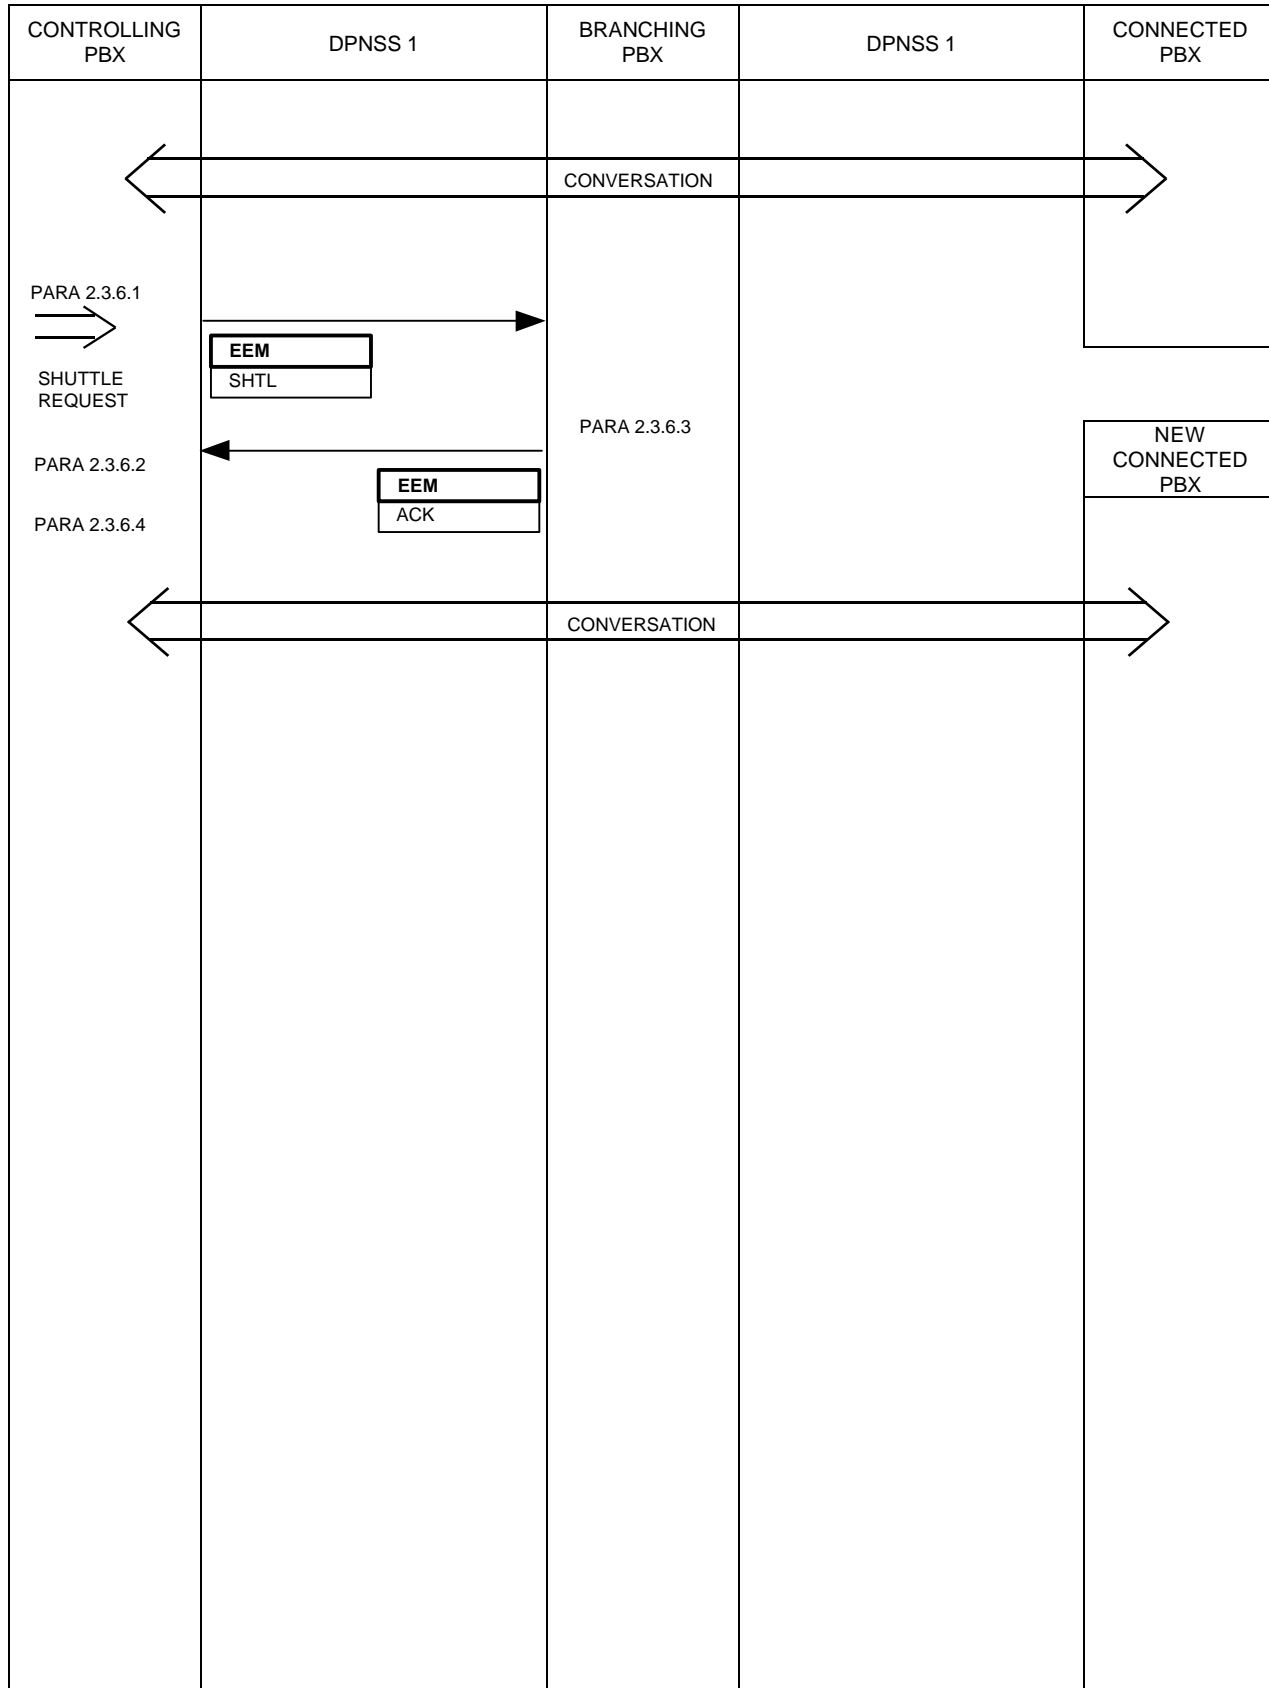 CONTROLLING
PBX
DPNSS 1
BRANCHING
PBX
DPNSS 1
CONNECTED
PBX
CONVERSATION
PARA 2.3.6.1
EEM
SHTL
SHUTTLE
REQUEST
PARA 2.3.6.3
NEW
CONNECTED
PBX
PARA 2.3.6.2
EEM
ACK
PARA 2.3.6.4
CONVERSATION